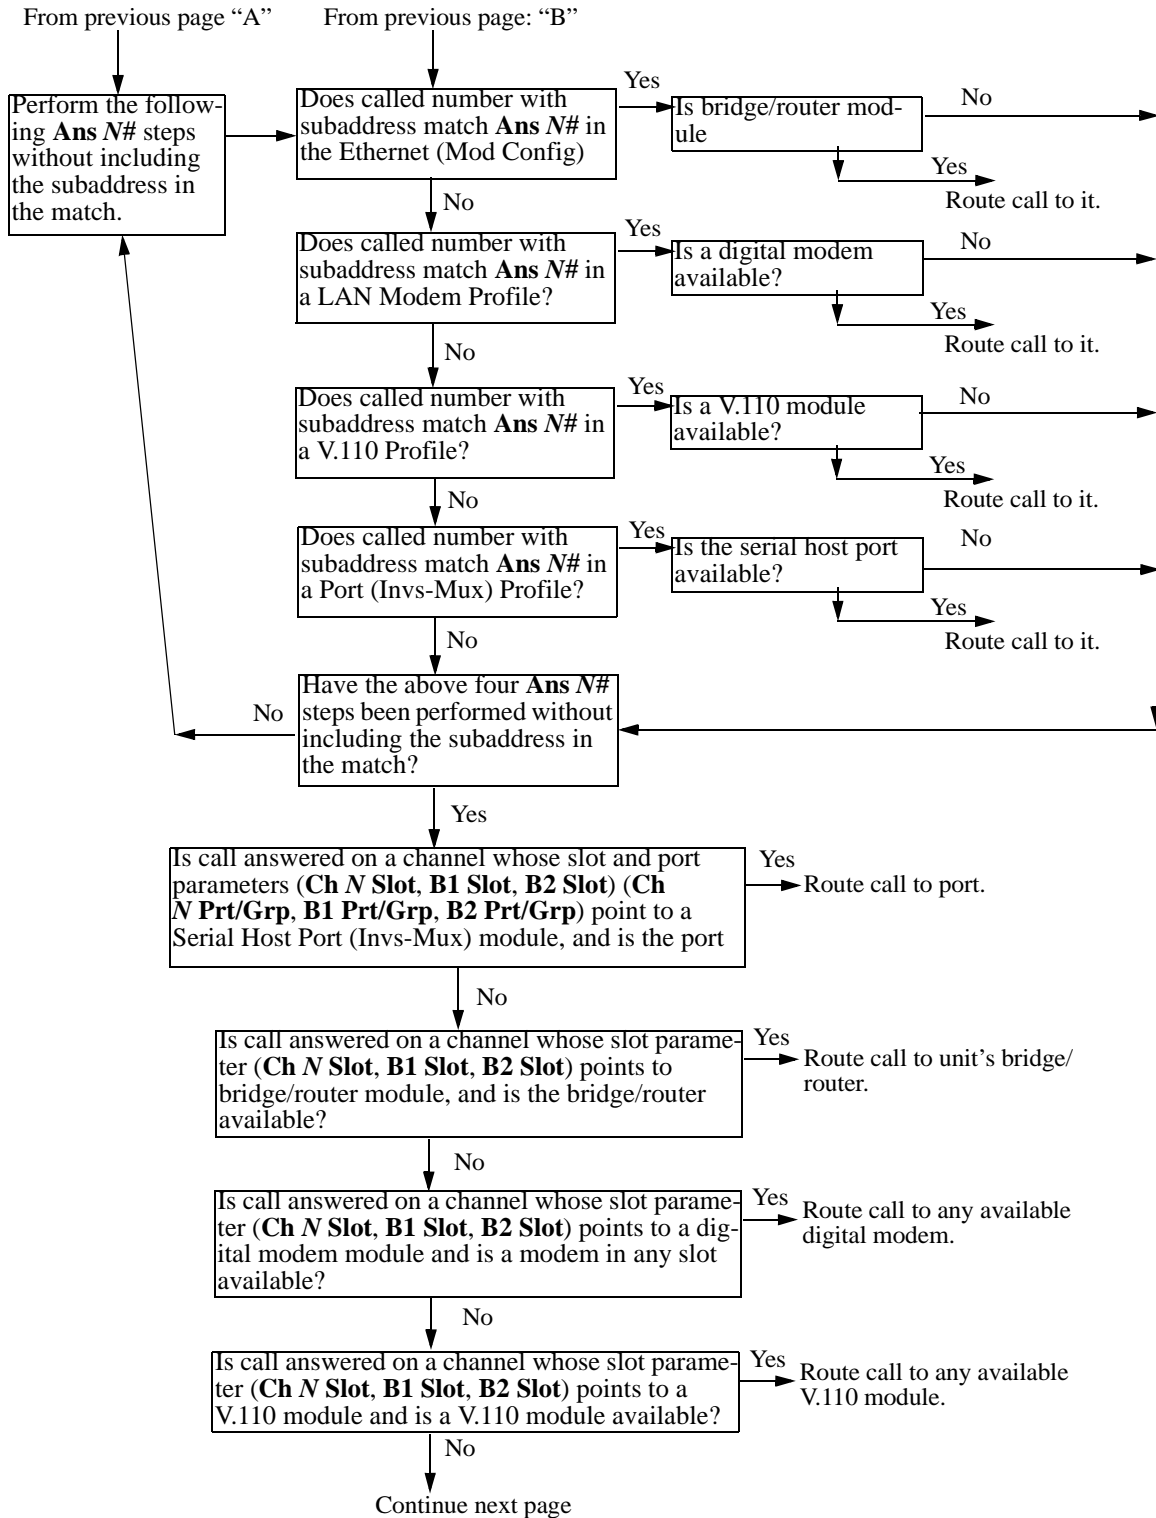 From previous page “A”
From previous page: “B”
Perform the follow-
ing Ans N# steps
without including
the subaddress in
the match.
Does called number with
subaddress match Ans N# in
the Ethernet (Mod Config)
Yes
Is bridge/router mod-
ule
No
Yes
Route call to it.
No
Does called number with
subaddress match Ans N# in
a LAN Modem Profile?
Yes
Is a digital modem
available?
No
Yes
Route call to it.
No
Does called number with
subaddress match Ans N# in
a V.110 Profile?
Yes
Is a V.110 module
available?
No
Yes
Route call to it.
No
Does called number with
subaddress match Ans N# in
a Port (Invs-Mux) Profile?
Yes
Is the serial host port
available?
No
Yes
Route call to it.
No
Have the above four Ans N#
steps been performed without
including the subaddress in
the match?
No
Yes
Is call answered on a channel whose slot and port
parameters (Ch N Slot, B1 Slot, B2 Slot) (Ch
N Prt/Grp, B1 Prt/Grp, B2 Prt/Grp) point to a
Serial Host Port (Invs-Mux) module, and is the port
Yes
Route call to port.
No
Is call answered on a channel whose slot parame-
ter (Ch N Slot, B1 Slot, B2 Slot) points to
bridge/router module, and is the bridge/router
available?
Yes
Route call to unit’s bridge/
router.
No
Is call answered on a channel whose slot parame-
ter (Ch N Slot, B1 Slot, B2 Slot) points to a dig-
ital modem module and is a modem in any slot
available?
Yes
Route call to any available
digital modem.
No
Is call answered on a channel whose slot parame-
ter (Ch N Slot, B1 Slot, B2 Slot) points to a
V.110 module and is a V.110 module available?
Yes
Route call to any available
V.110 module.
No
Continue next page